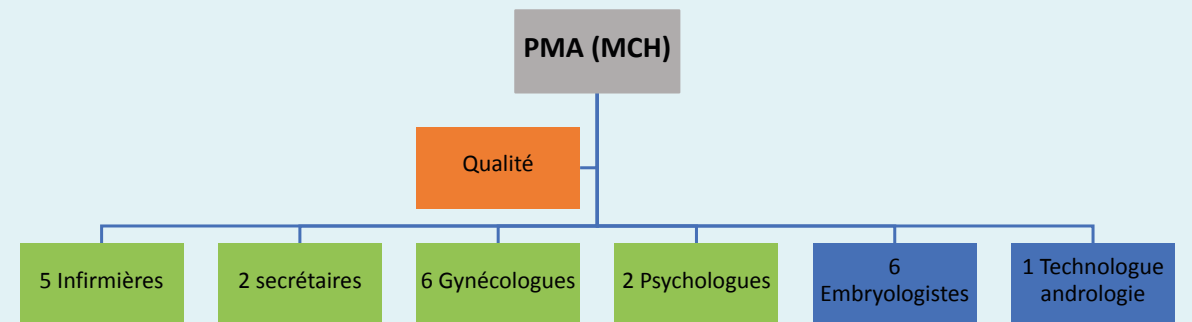 PMA (MCH)
Qualité
5 Infirmières
2 secrétaires
6 Gynécologues
2 Psychologues
6
Embryologistes
1 Technologue
andrologie